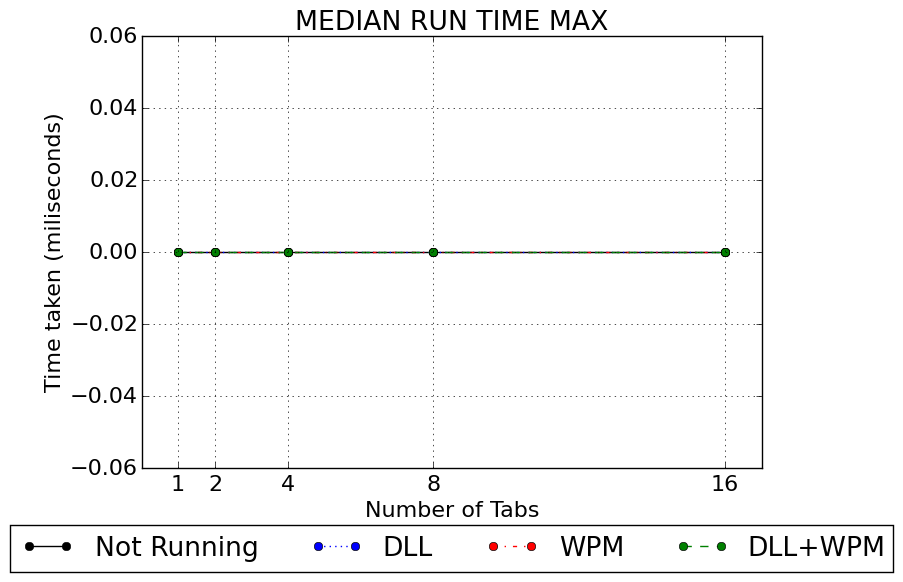 MEDIAN RUN TIME MAX
0.06
0.04
0.02
0.00
−0.02
−0.04
−0.06
Time taken (miliseconds)
1 2 4 8 16
Number of Tabs
Not Running DLL WPM DLL+WPM